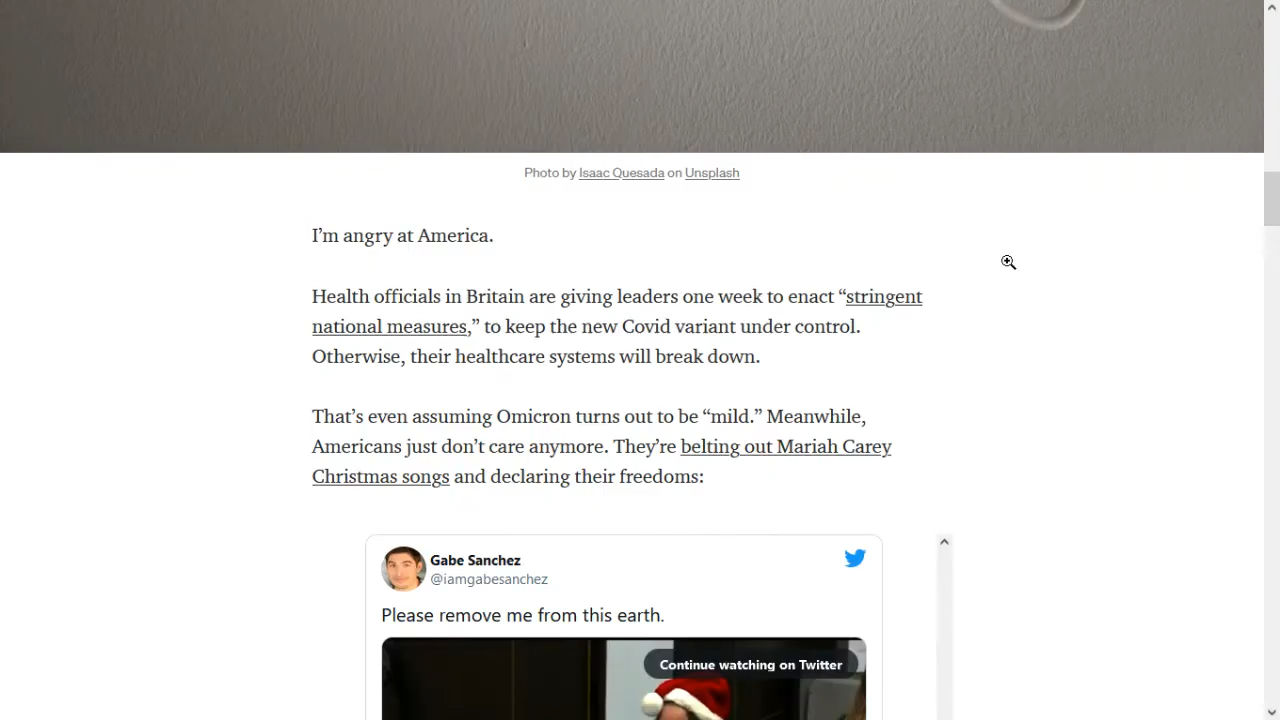 Photo by Isaac Quesada on Unsplash
I’m angry at America.
Health officials in Britain are giving leaders one week to enact “stringent
national measures,” to keep the new Covid variant under control.
Otherwise, their healthcare systems will break down.
That’s even assuming Omicron turns out to be “mild.” Meanwhile,
Americans just don’t care anymore. They’re belting out Mariah Carey
Christmas songs and declaring their freedoms:
Gabe Sanchez
@iamgabesanchez
Please remove me from this earth.
Continue watching on Twitter